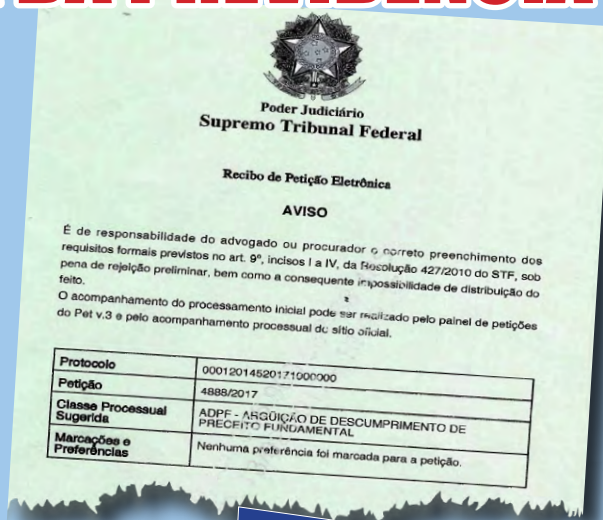 DA PREVIDÊNCIA
Poder Judiciário
Supremo Tribunal Federal
Recibo de Petição Eletrônica
AVISO
É de responsabilidade do advogado ou procurador o correto preenchimento dos
requisitos formais previstos no art. 9º, incisos I a IV, da Resolução 427/2010 do STF, sob
pena de rejeição preliminar, bem como a consequente impossibilidade de distribuição do
feito.
O acompanhamento do processamento inicial pode ser realizado pelo painel de petições
do Pet v.3 e pelo acompanhamento processual do sítio oficial.
Protocolo 00012014520171000000
Petição 4888/2017
Classe Processual Sugerida ADPF - ARGÜIÇÃO DE DESCUMPRIMENTO DE
PRECEITO FUNDAMENTAL
Marcações e Preferências Nenhuma preferência foi marcada para a petição.